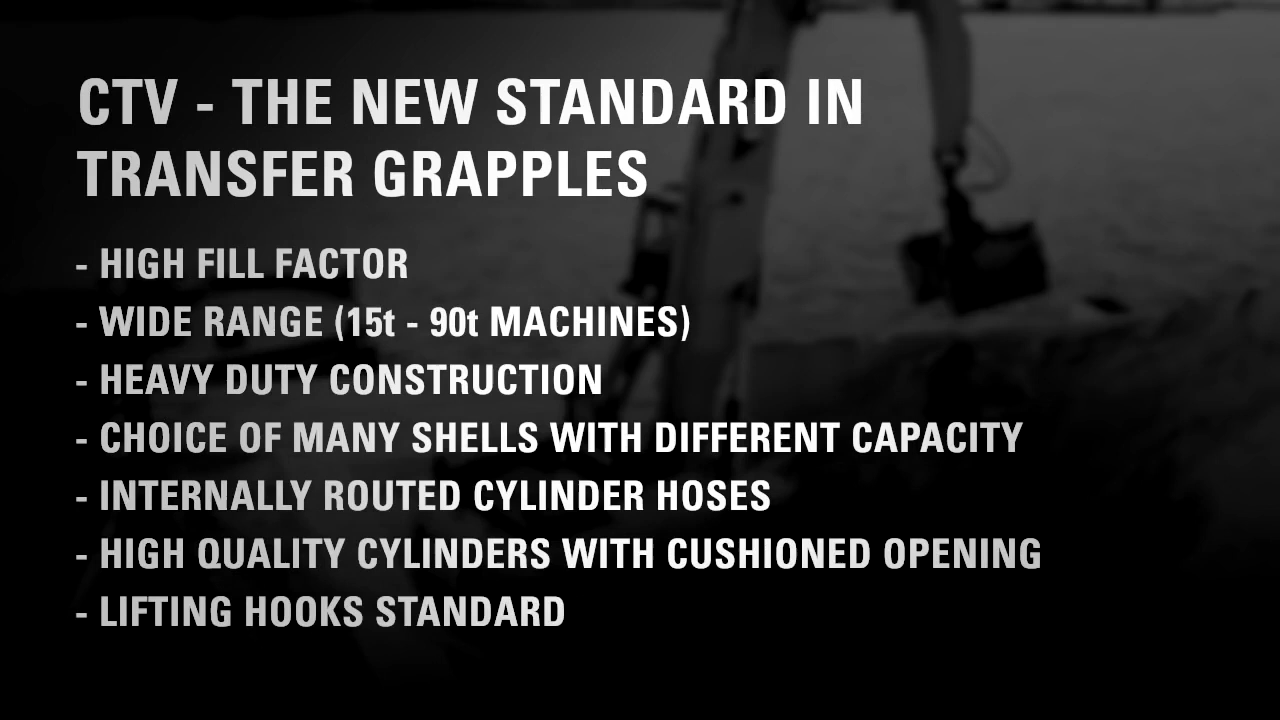 CTV - THE NEW STANDARD IN
TRANSFER GRAPPLES
- HIGH FILL FACTOR
- WIDE RANGE (15t - 90t MACHINES)
- HEAVY DUTY CONSTRUCTION
- CHOICE OF MANY SHELLS WITH DIFFERENT CAPACITY
- INTERNALLY ROUTED CYLINDER HOSES
- HIGH QUALITY CYLINDERS WITH CUSHIONED OPENING
- LIFTING HOOKS STANDARD